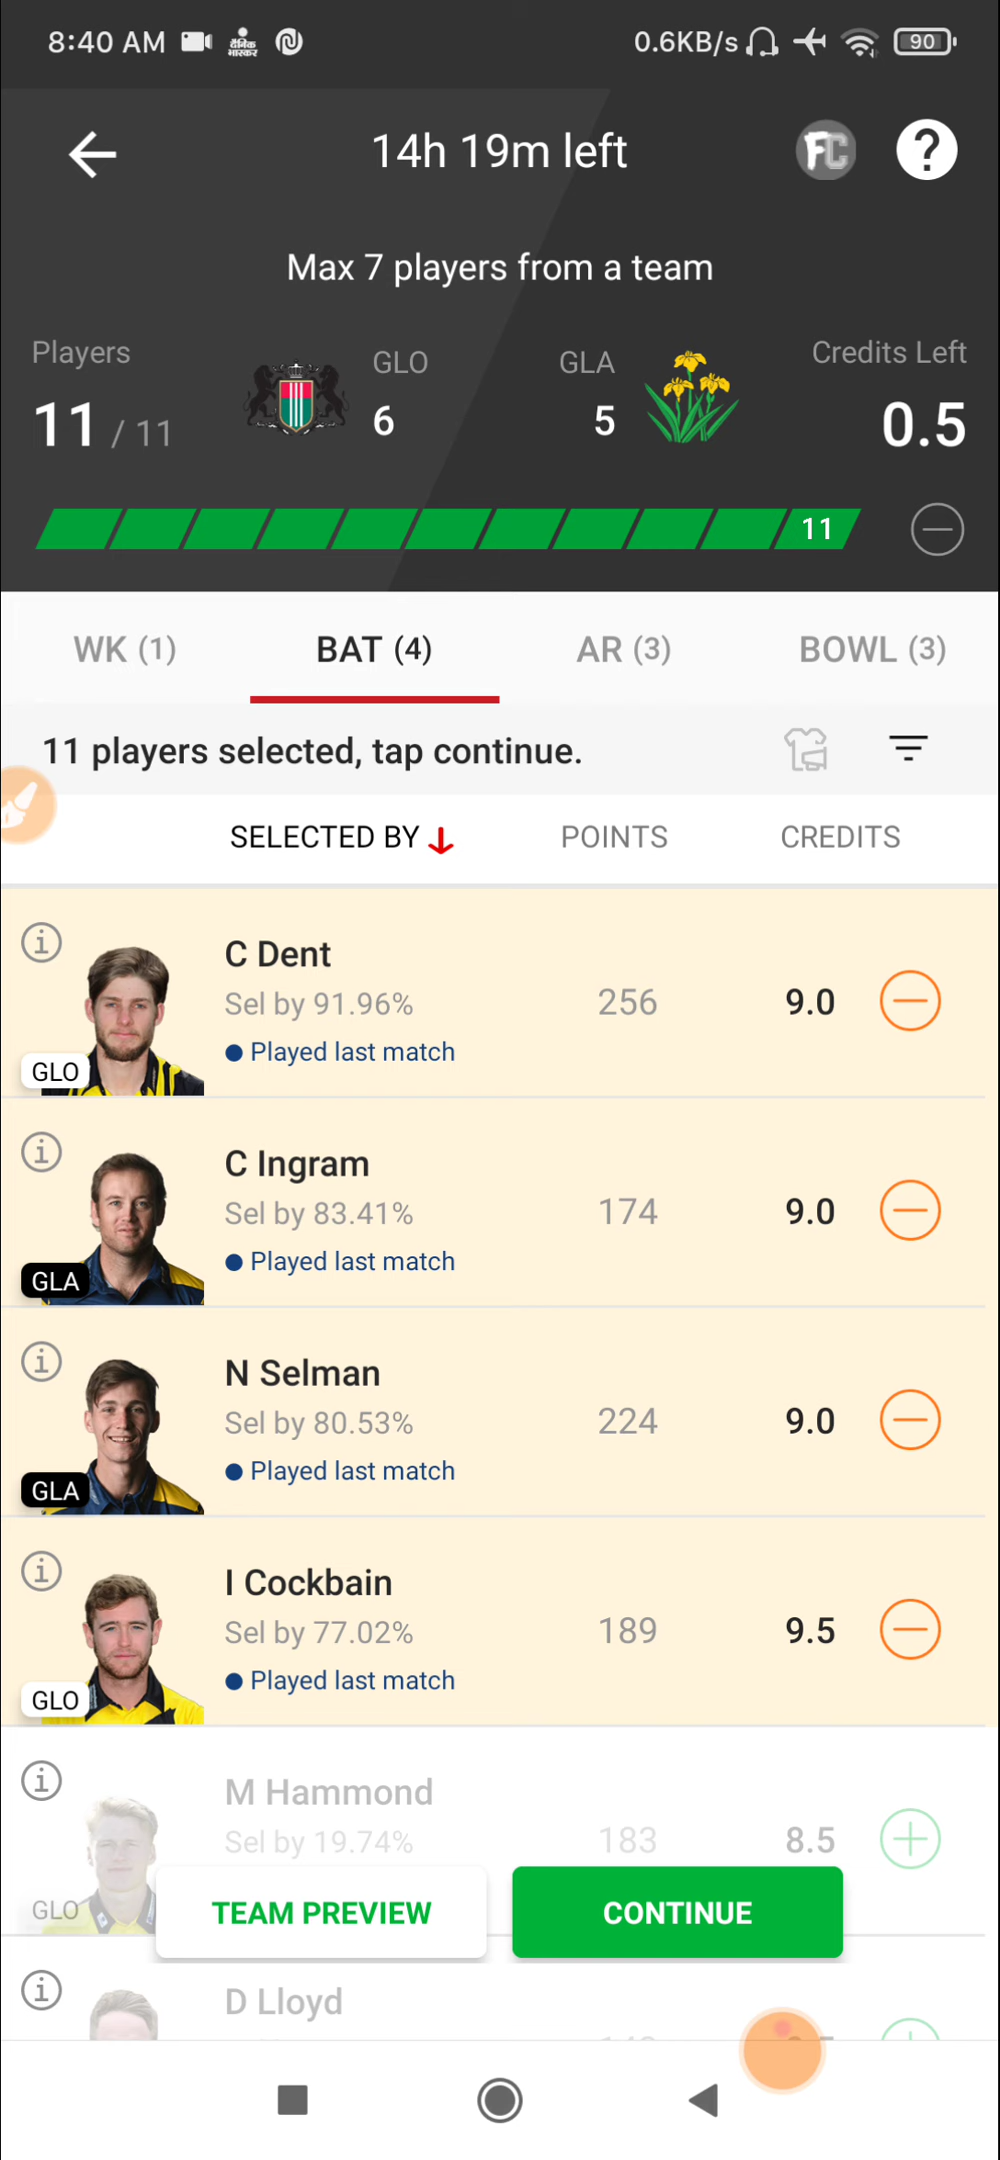 8:40 AM दैनिक भास्कर 0.6KB/s 90
14h 19m left FC ?
Max 7 players from a team
Players GLO GLA Credits Left
11 / 11 6 5 0.5
11
WK (1) BAT (4) AR (3) BOWL (3)
11 players selected, tap continue.
SELECTED BY POINTS CREDITS
C Dent
Sel by 91.96% 256 9.0
Played last match
GLO
C Ingram
Sel by 83.41% 174 9.0
Played last match
GLA
N Selman
Sel by 80.53% 224 9.0
Played last match
GLA
I Cockbain
Sel by 77.02% 189 9.5
Played last match
GLO
M Hammond
Sel by 19.74% 183 8.5
GLO
TEAM PREVIEW CONTINUE
D Lloyd